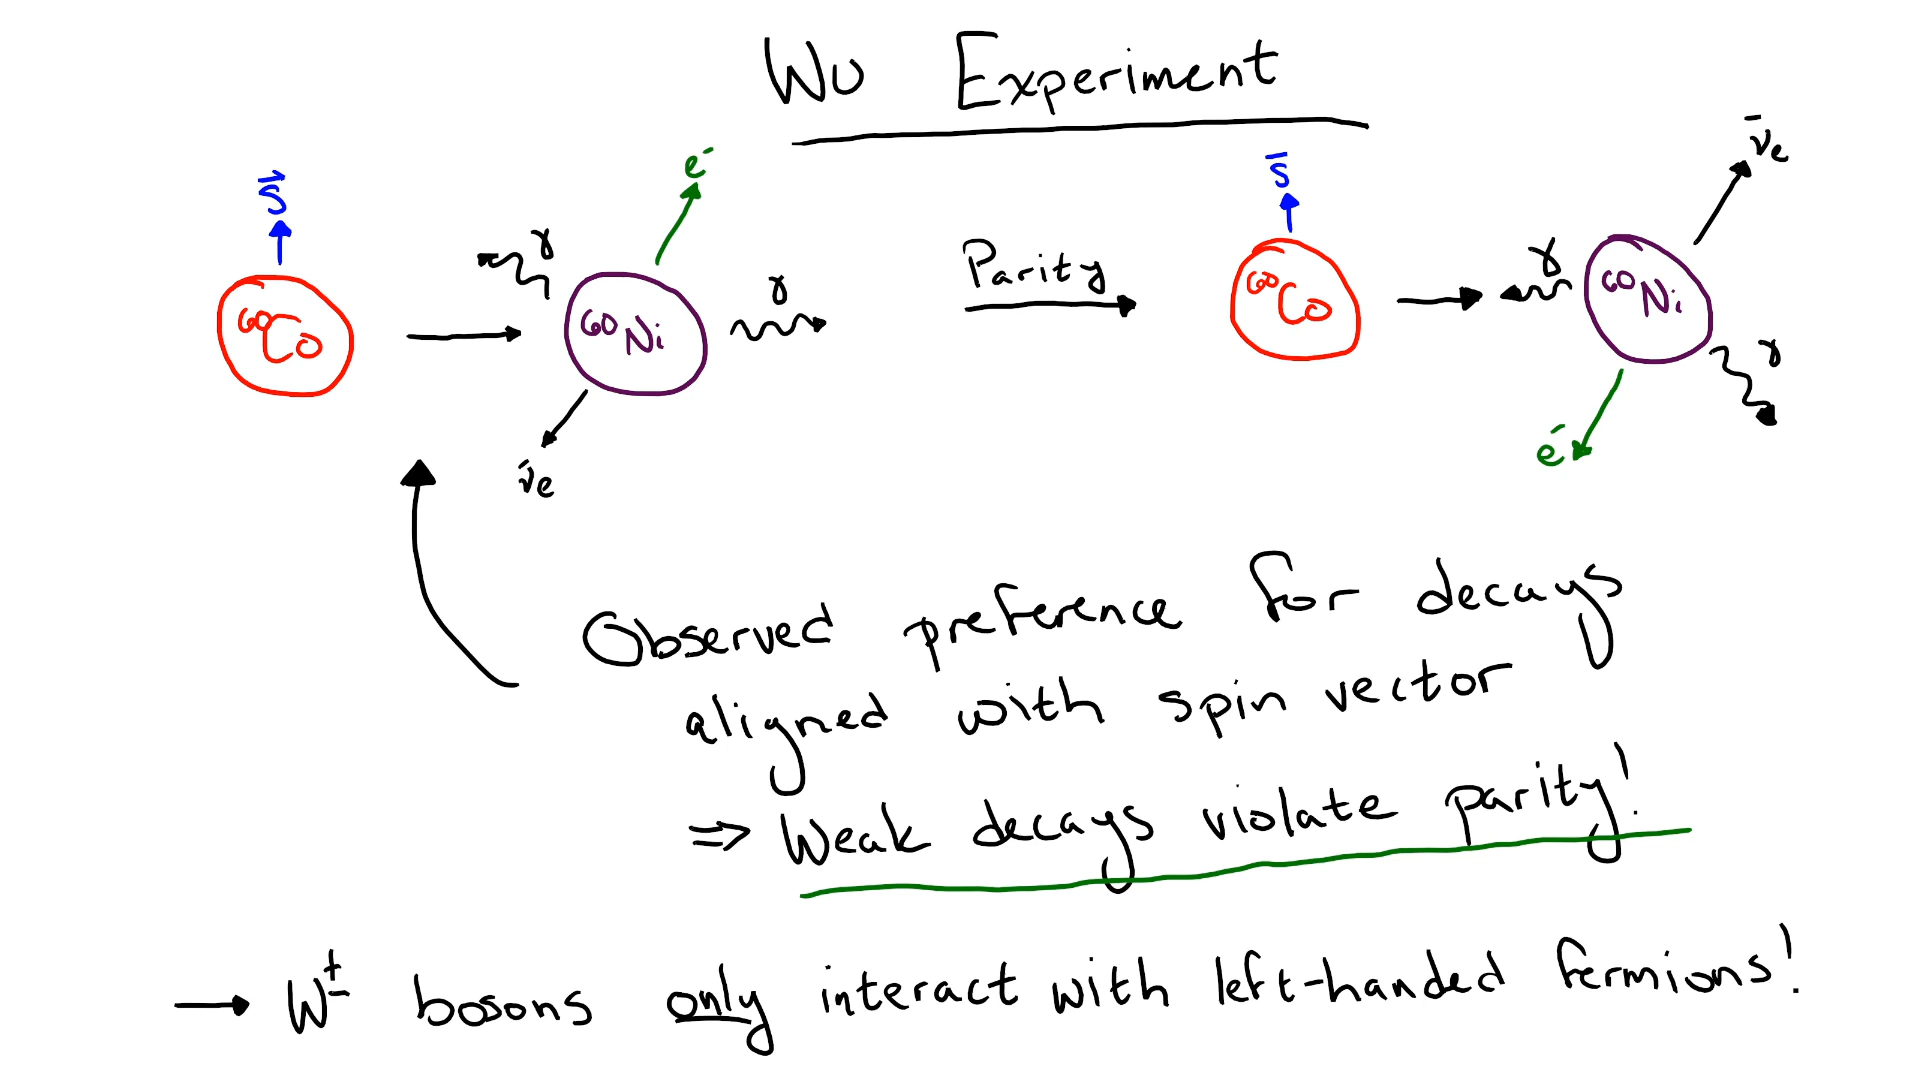 Wu Experiment
s⃗
⁶⁰Co
γ
e⁻
⁶⁰Ni
γ
ν̄e
Parity
s̄
⁶⁰Co
γ
⁶⁰Ni
ν̄e
γ
e⁻
Observed preference for decays
aligned with spin vector
⇒ Weak decays violate parity!
→ W± bosons only interact with left-handed fermions!